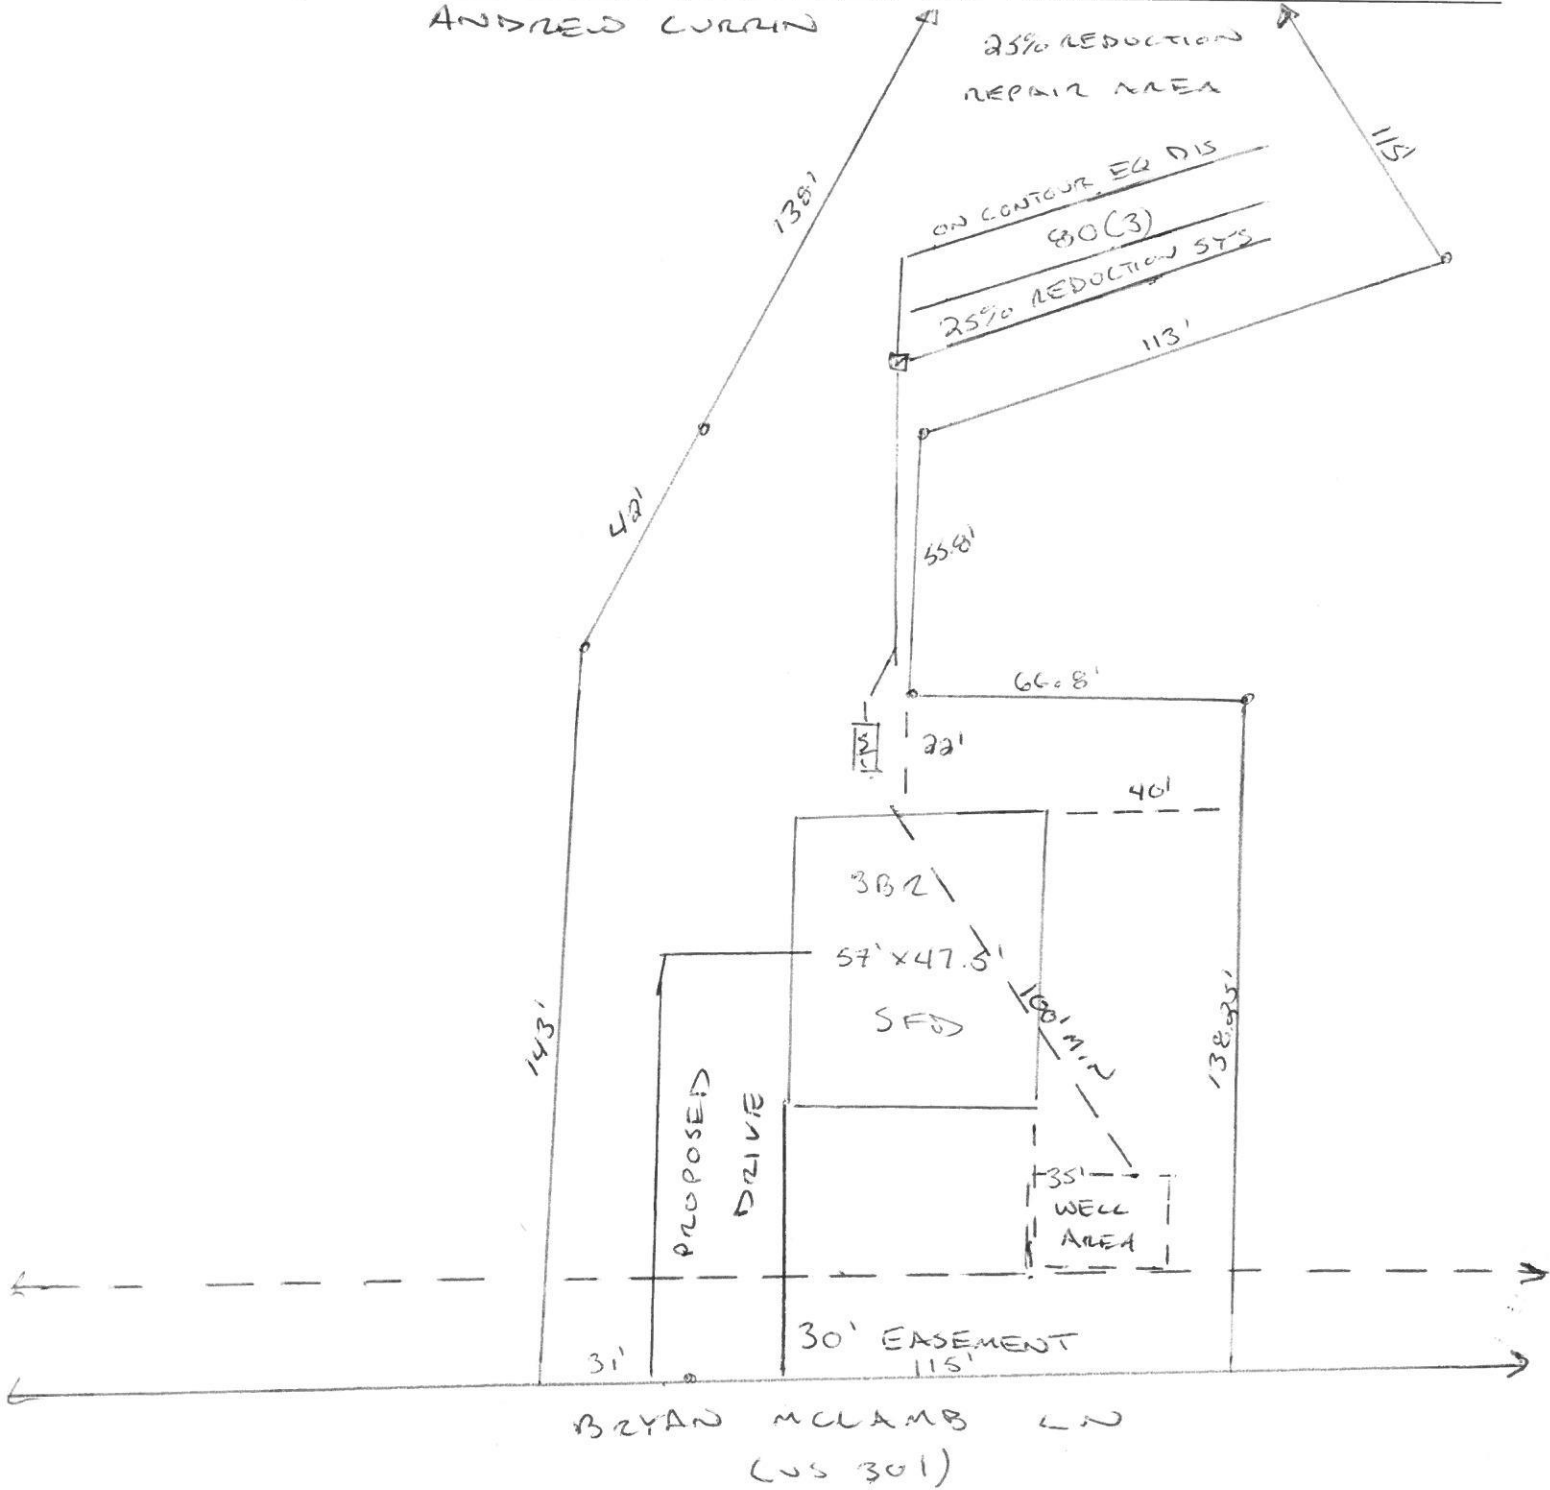 ANDREW CURRIN
25% REDUCTION
REPAIR AREA
115'
138'
ON CONTOUR EQ DIS
80(3)
25% REDUCTION SYS
113'
42'
55.8'
66.8'
22'
ST
40'
3BR
57'x47.5'
SFD
100' MIN
143'
138.95'
PROPOSED
DRIVE
35'
WELL
AREA
30' EASEMENT
31'
115'
BRYAN MCLAMB LN
(US 301)